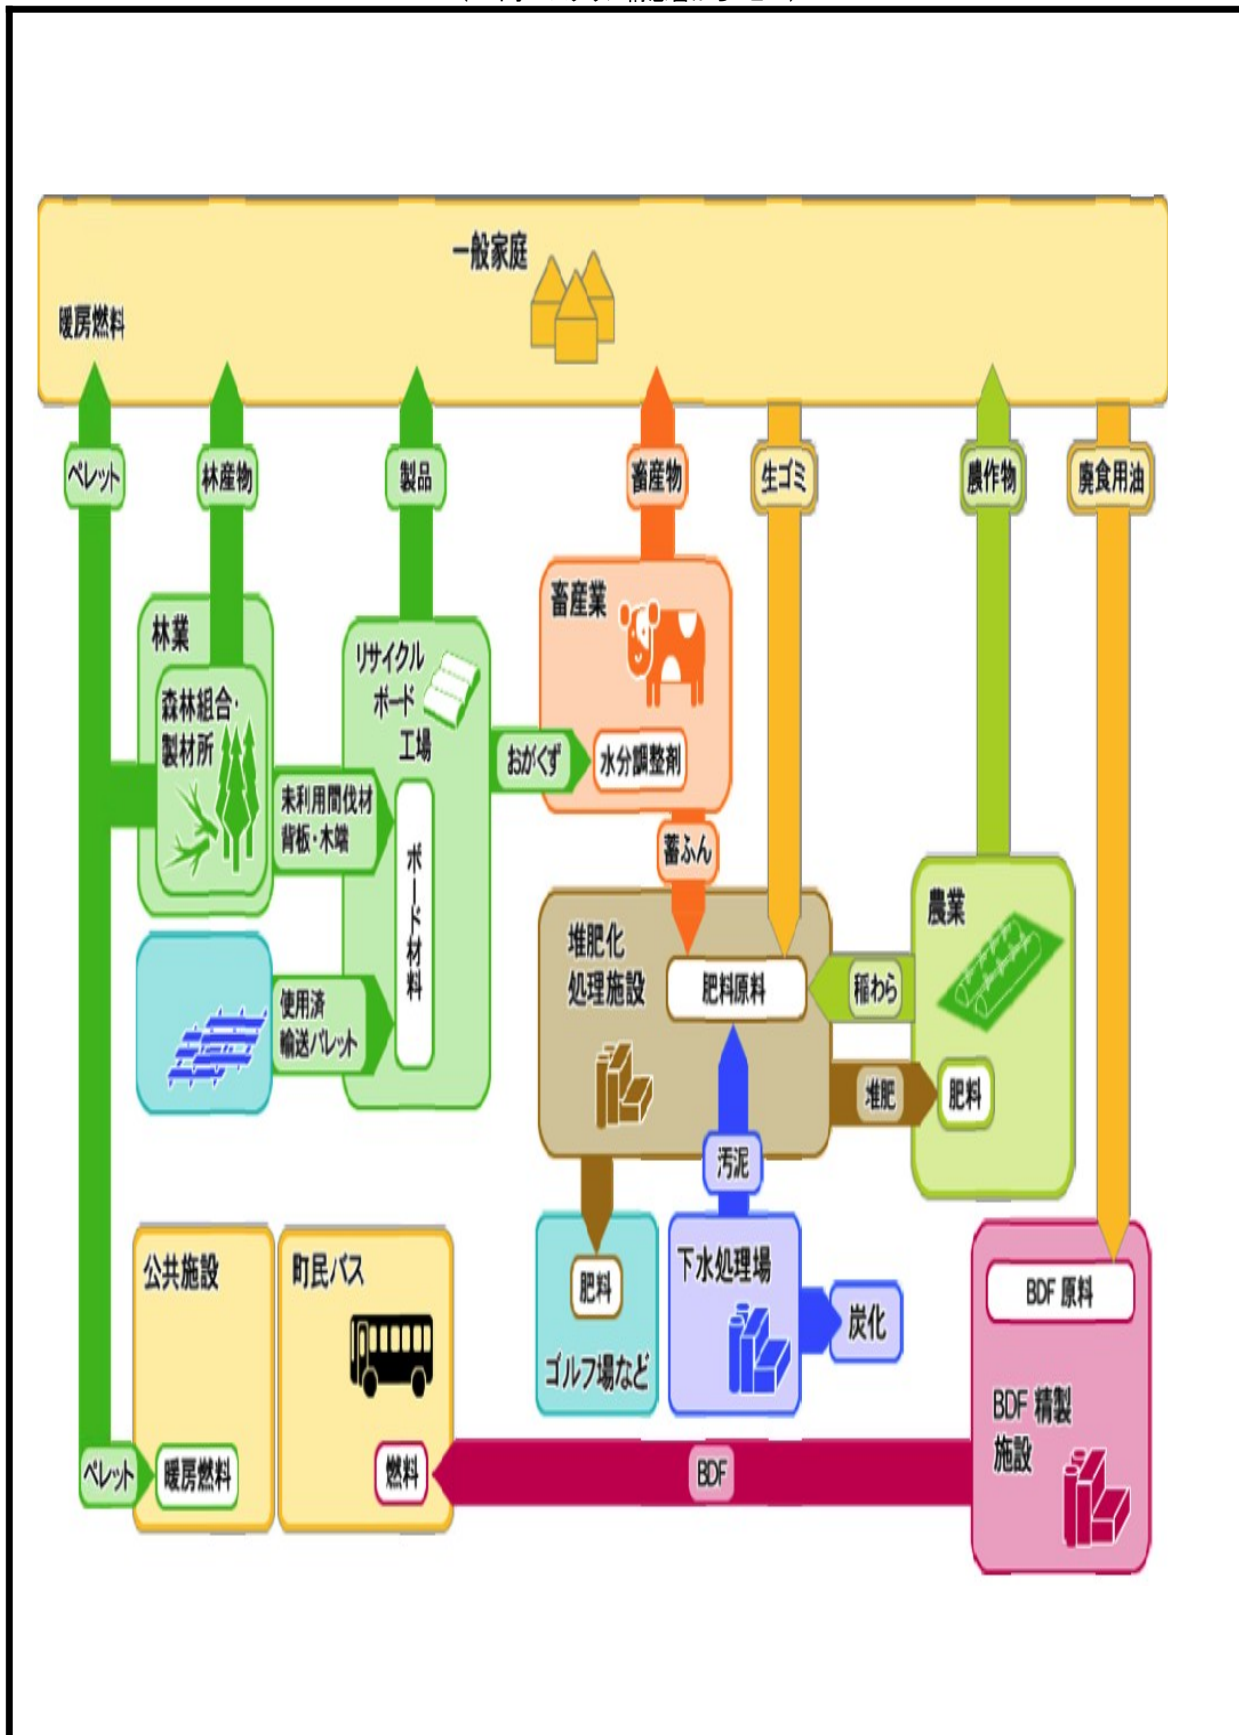 一般家庭
暖房燃料
ペレット
林産物
製品
畜産物
生ゴミ
農作物
廃食用油
林業
森林組合・
製材所
未利用間伐材
背板・木端
リサイクル
ボード
工場
ボード材料
おがくず
畜産業
水分調整剤
蓄ふん
使用済
輸送パレット
堆肥化
処理施設
肥料原料
稲わら
農業
堆肥
肥料
汚泥
公共施設
ペレット
暖房燃料
町民バス
燃料
肥料
ゴルフ場など
下水処理場
炭化
BDF
BDF 原料
BDF 精製
施設